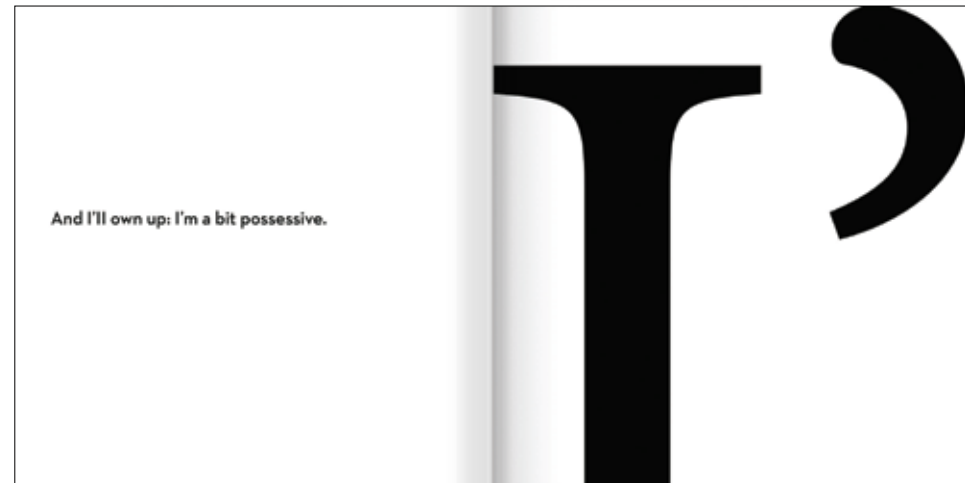 And I'll own up: I'm a bit possessive.
I’